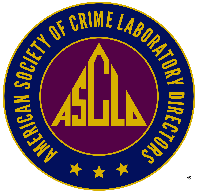 AMERICAN SOCIETY OF CRIME LABORATORY DIRECTORS
ASCLD